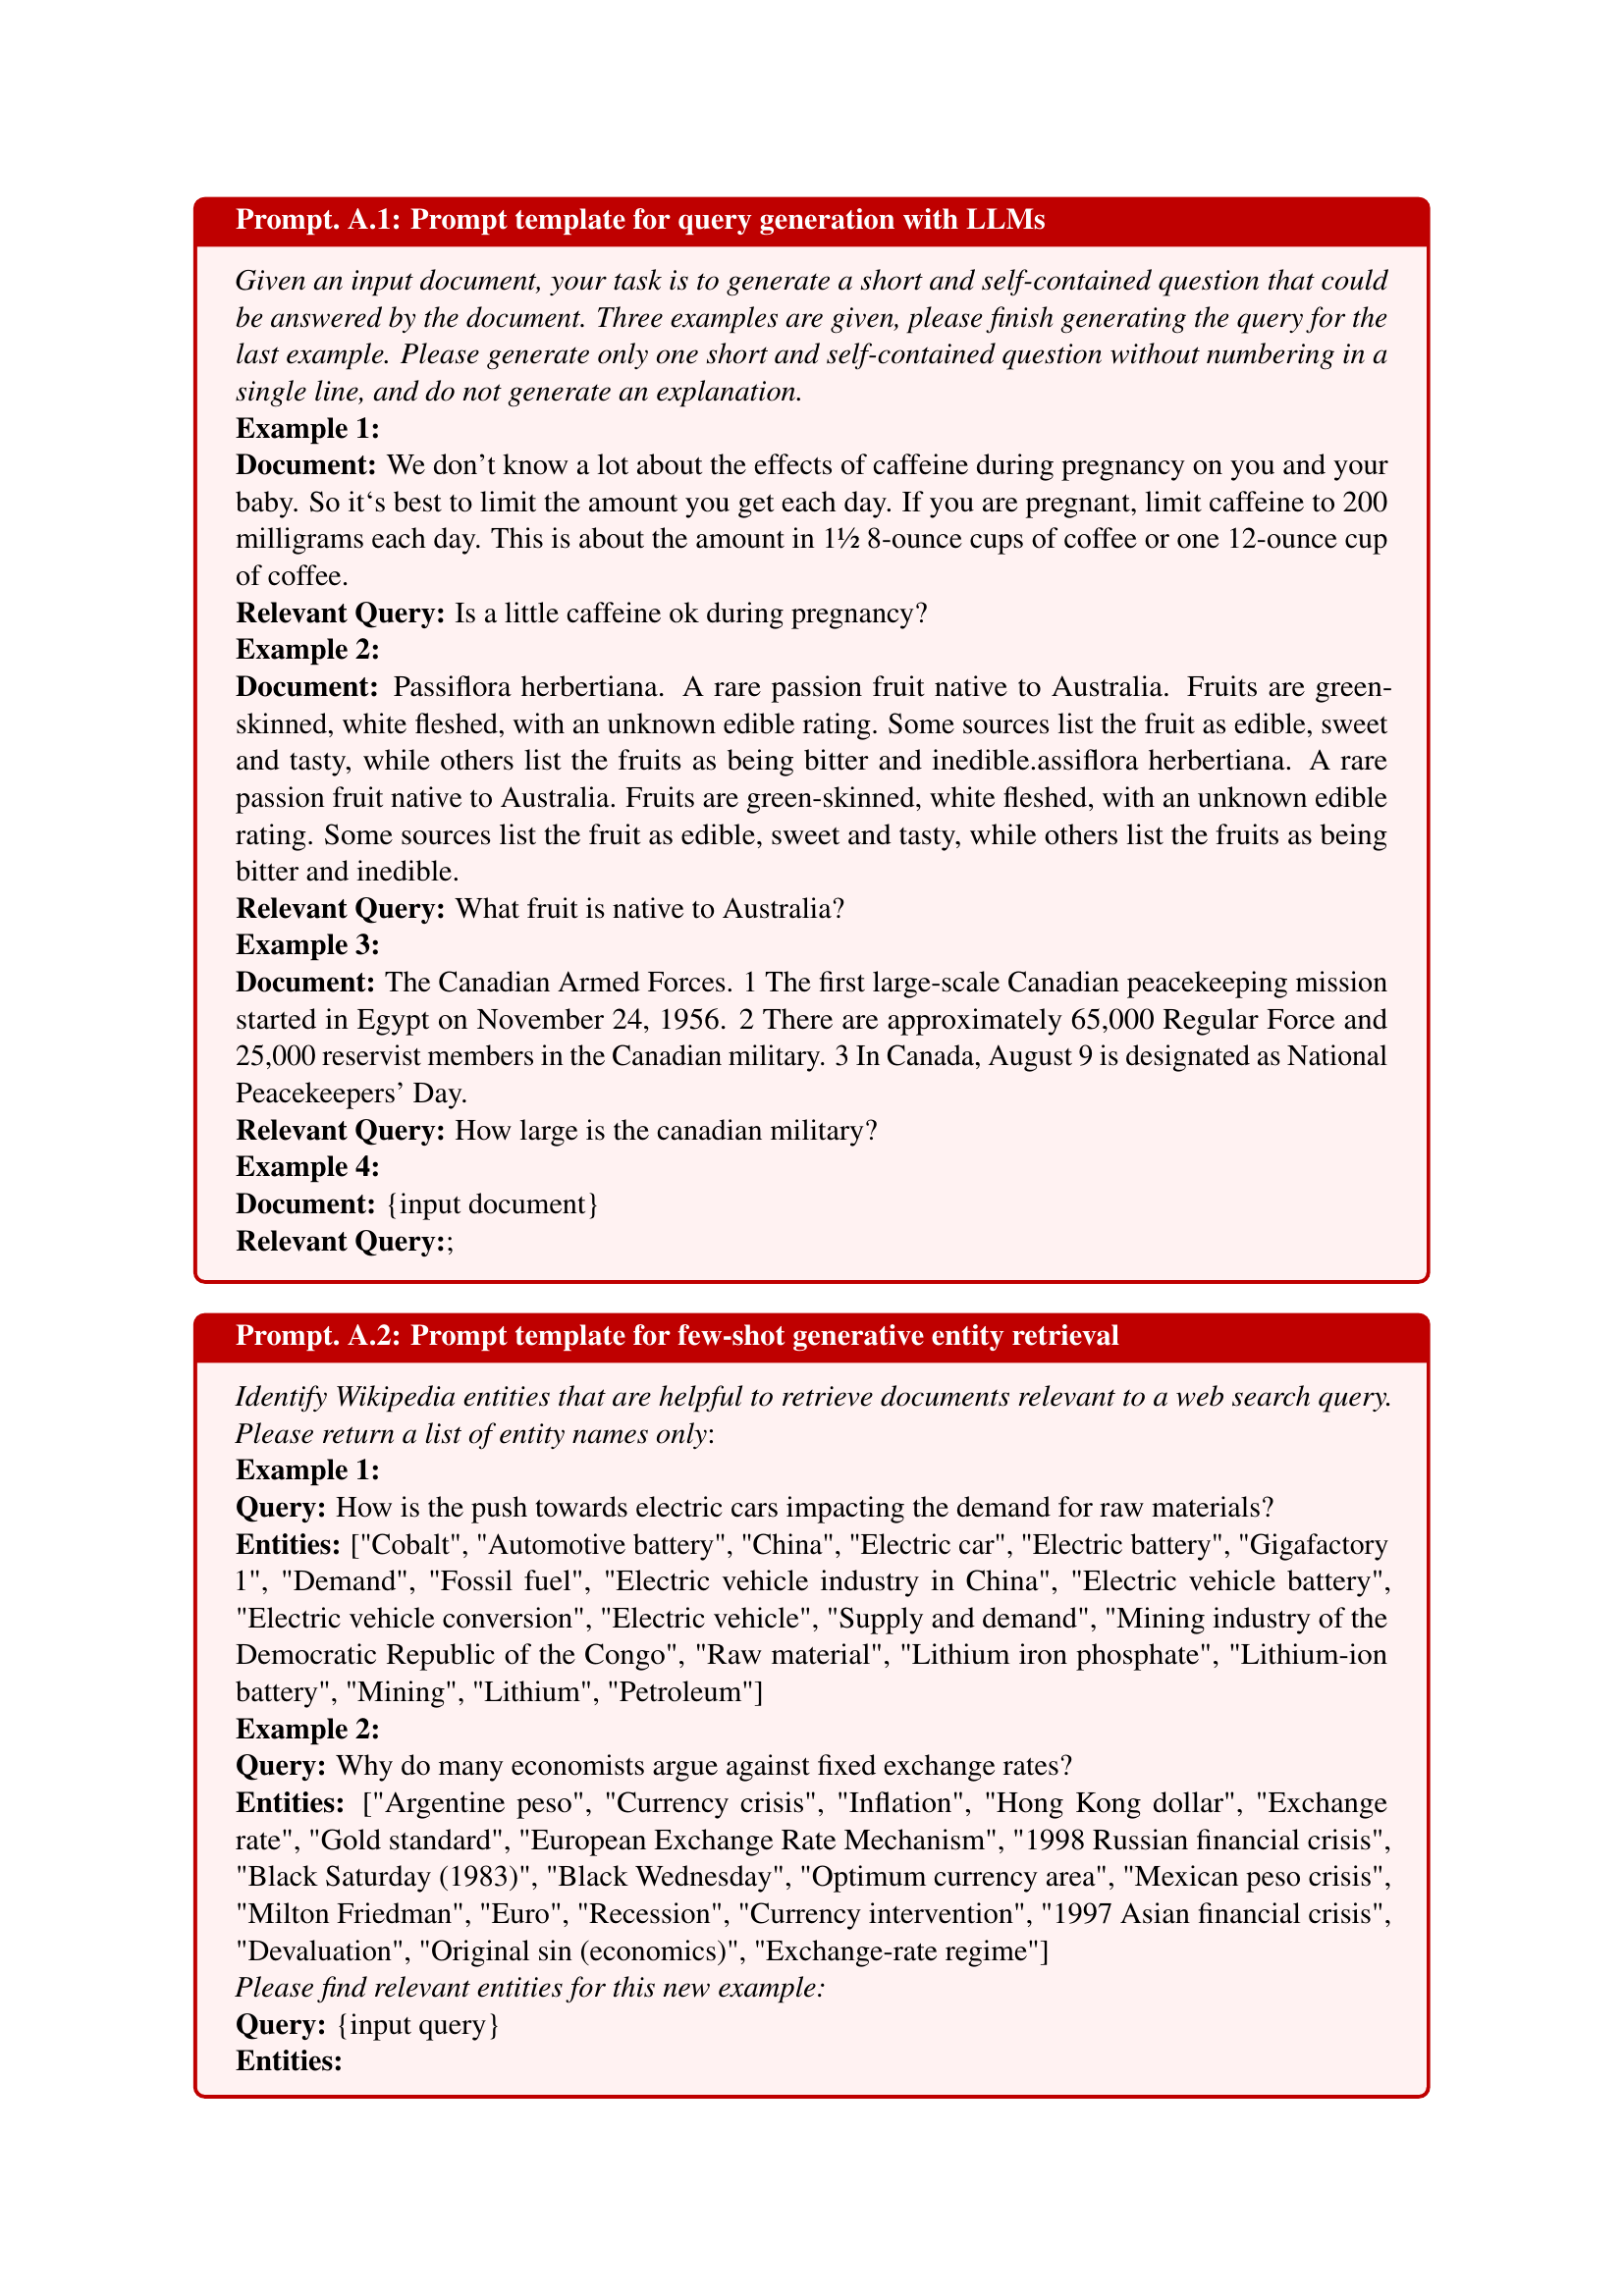 Prompt. A.1: Prompt template for query generation with LLMs
Given an input document, your task is to generate a short and self-contained question that could
be answered by the document. Three examples are given, please finish generating the query for the
last example. Please generate only one short and self-contained question without numbering in a
single line, and do not generate an explanation.
Example 1:
Document: We don’t know a lot about the effects of caffeine during pregnancy on you and your
baby. So it‘s best to limit the amount you get each day. If you are pregnant, limit caffeine to 200
milligrams each day. This is about the amount in 1½ 8-ounce cups of coffee or one 12-ounce cup
of coffee.
Relevant Query: Is a little caffeine ok during pregnancy?
Example 2:
Document: Passiflora herbertiana. A rare passion fruit native to Australia. Fruits are green-
skinned, white fleshed, with an unknown edible rating. Some sources list the fruit as edible, sweet
and tasty, while others list the fruits as being bitter and inedible.assiflora herbertiana. A rare
passion fruit native to Australia. Fruits are green-skinned, white fleshed, with an unknown edible
rating. Some sources list the fruit as edible, sweet and tasty, while others list the fruits as being
bitter and inedible.
Relevant Query: What fruit is native to Australia?
Example 3:
Document: The Canadian Armed Forces. 1 The first large-scale Canadian peacekeeping mission
started in Egypt on November 24, 1956. 2 There are approximately 65,000 Regular Force and
25,000 reservist members in the Canadian military. 3 In Canada, August 9 is designated as National
Peacekeepers’ Day.
Relevant Query: How large is the canadian military?
Example 4:
Document: {input document}
Relevant Query:;
Prompt. A.2: Prompt template for few-shot generative entity retrieval
Identify Wikipedia entities that are helpful to retrieve documents relevant to a web search query.
Please return a list of entity names only:
Example 1:
Query: How is the push towards electric cars impacting the demand for raw materials?
Entities: ["Cobalt", "Automotive battery", "China", "Electric car", "Electric battery", "Gigafactory
1", "Demand", "Fossil fuel", "Electric vehicle industry in China", "Electric vehicle battery",
"Electric vehicle conversion", "Electric vehicle", "Supply and demand", "Mining industry of the
Democratic Republic of the Congo", "Raw material", "Lithium iron phosphate", "Lithium-ion
battery", "Mining", "Lithium", "Petroleum"]
Example 2:
Query: Why do many economists argue against fixed exchange rates?
Entities: ["Argentine peso", "Currency crisis", "Inflation", "Hong Kong dollar", "Exchange
rate", "Gold standard", "European Exchange Rate Mechanism", "1998 Russian financial crisis",
"Black Saturday (1983)", "Black Wednesday", "Optimum currency area", "Mexican peso crisis",
"Milton Friedman", "Euro", "Recession", "Currency intervention", "1997 Asian financial crisis",
"Devaluation", "Original sin (economics)", "Exchange-rate regime"]
Please find relevant entities for this new example:
Query: {input query}
Entities: